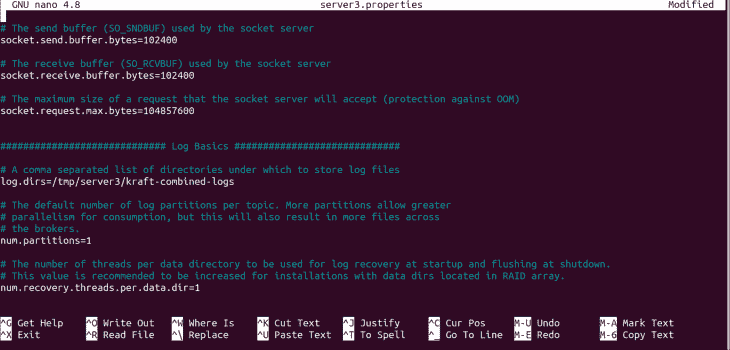 GNU nano 4.8 server3.properties Modified
# The send buffer (SO_SNDBUF) used by the socket server
socket.send.buffer.bytes=102400
# The receive buffer (SO_RCVBUF) used by the socket server
socket.receive.buffer.bytes=102400
# The maximum size of a request that the socket server will accept (protection against OOM)
socket.request.max.bytes=104857600
############################# Log Basics #############################
# A comma separated list of directories under which to store log files
log.dirs=/tmp/server3/kraft-combined-logs
# The default number of log partitions per topic. More partitions allow greater
# parallelism for consumption, but this will also result in more files across
# the brokers.
num.partitions=1
# The number of threads per data directory to be used for log recovery at startup and flushing at shutdown.
# This value is recommended to be increased for installations with data dirs located in RAID array.
num.recovery.threads.per.data.dir=1
^G Get Help ^O Write Out ^W Where Is ^K Cut Text ^J Justify ^C Cur Pos M-U Undo M-A Mark Text
^X Exit ^R Read File ^\ Replace ^U Paste Text ^T To Spell ^_ Go To Line M-E Redo M-6 Copy Text